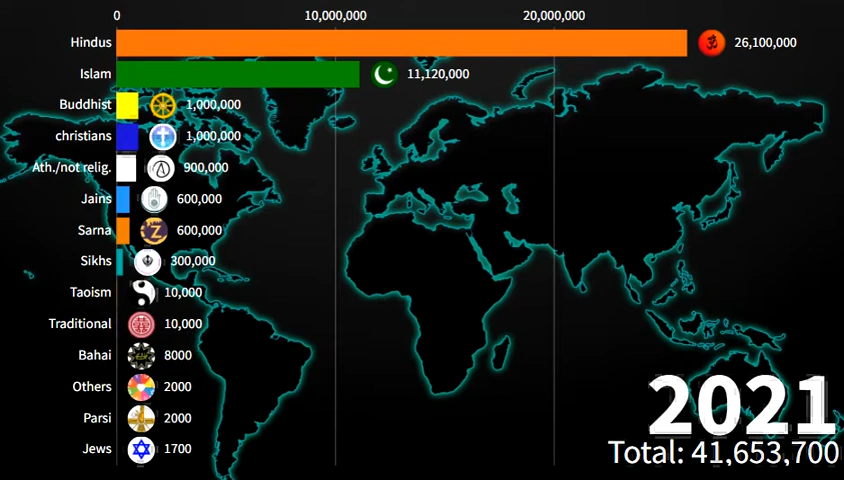 0 10,000,000 20,000,000
Hindus 26,100,000
Islam 11,120,000
Buddhist 1,000,000
christians 1,000,000
Ath./not relig. 900,000
Jains 600,000
Sarna 600,000
Sikhs 300,000
Taoism 10,000
Traditional 10,000
Bahai 8000
Others 2000
Parsi 2000
Jews 1700
2021
Total: 41,653,700